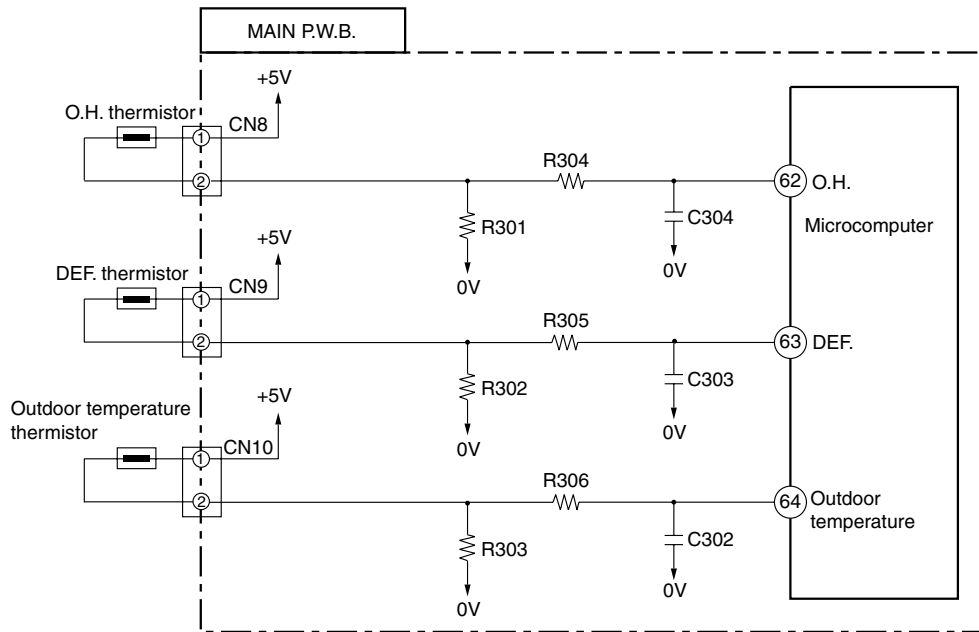 MAIN P.W.B.
+5V
O.H. thermistor
CN8
1
2
R304
62
O.H.
R301
C304
Microcomputer
0V
0V
+5V
DEF. thermistor
CN9
1
2
R305
63
DEF.
R302
C303
0V
0V
+5V
Outdoor temperature
thermistor
CN10
1
2
R306
64
Outdoor
temperature
R303
C302
0V
0V